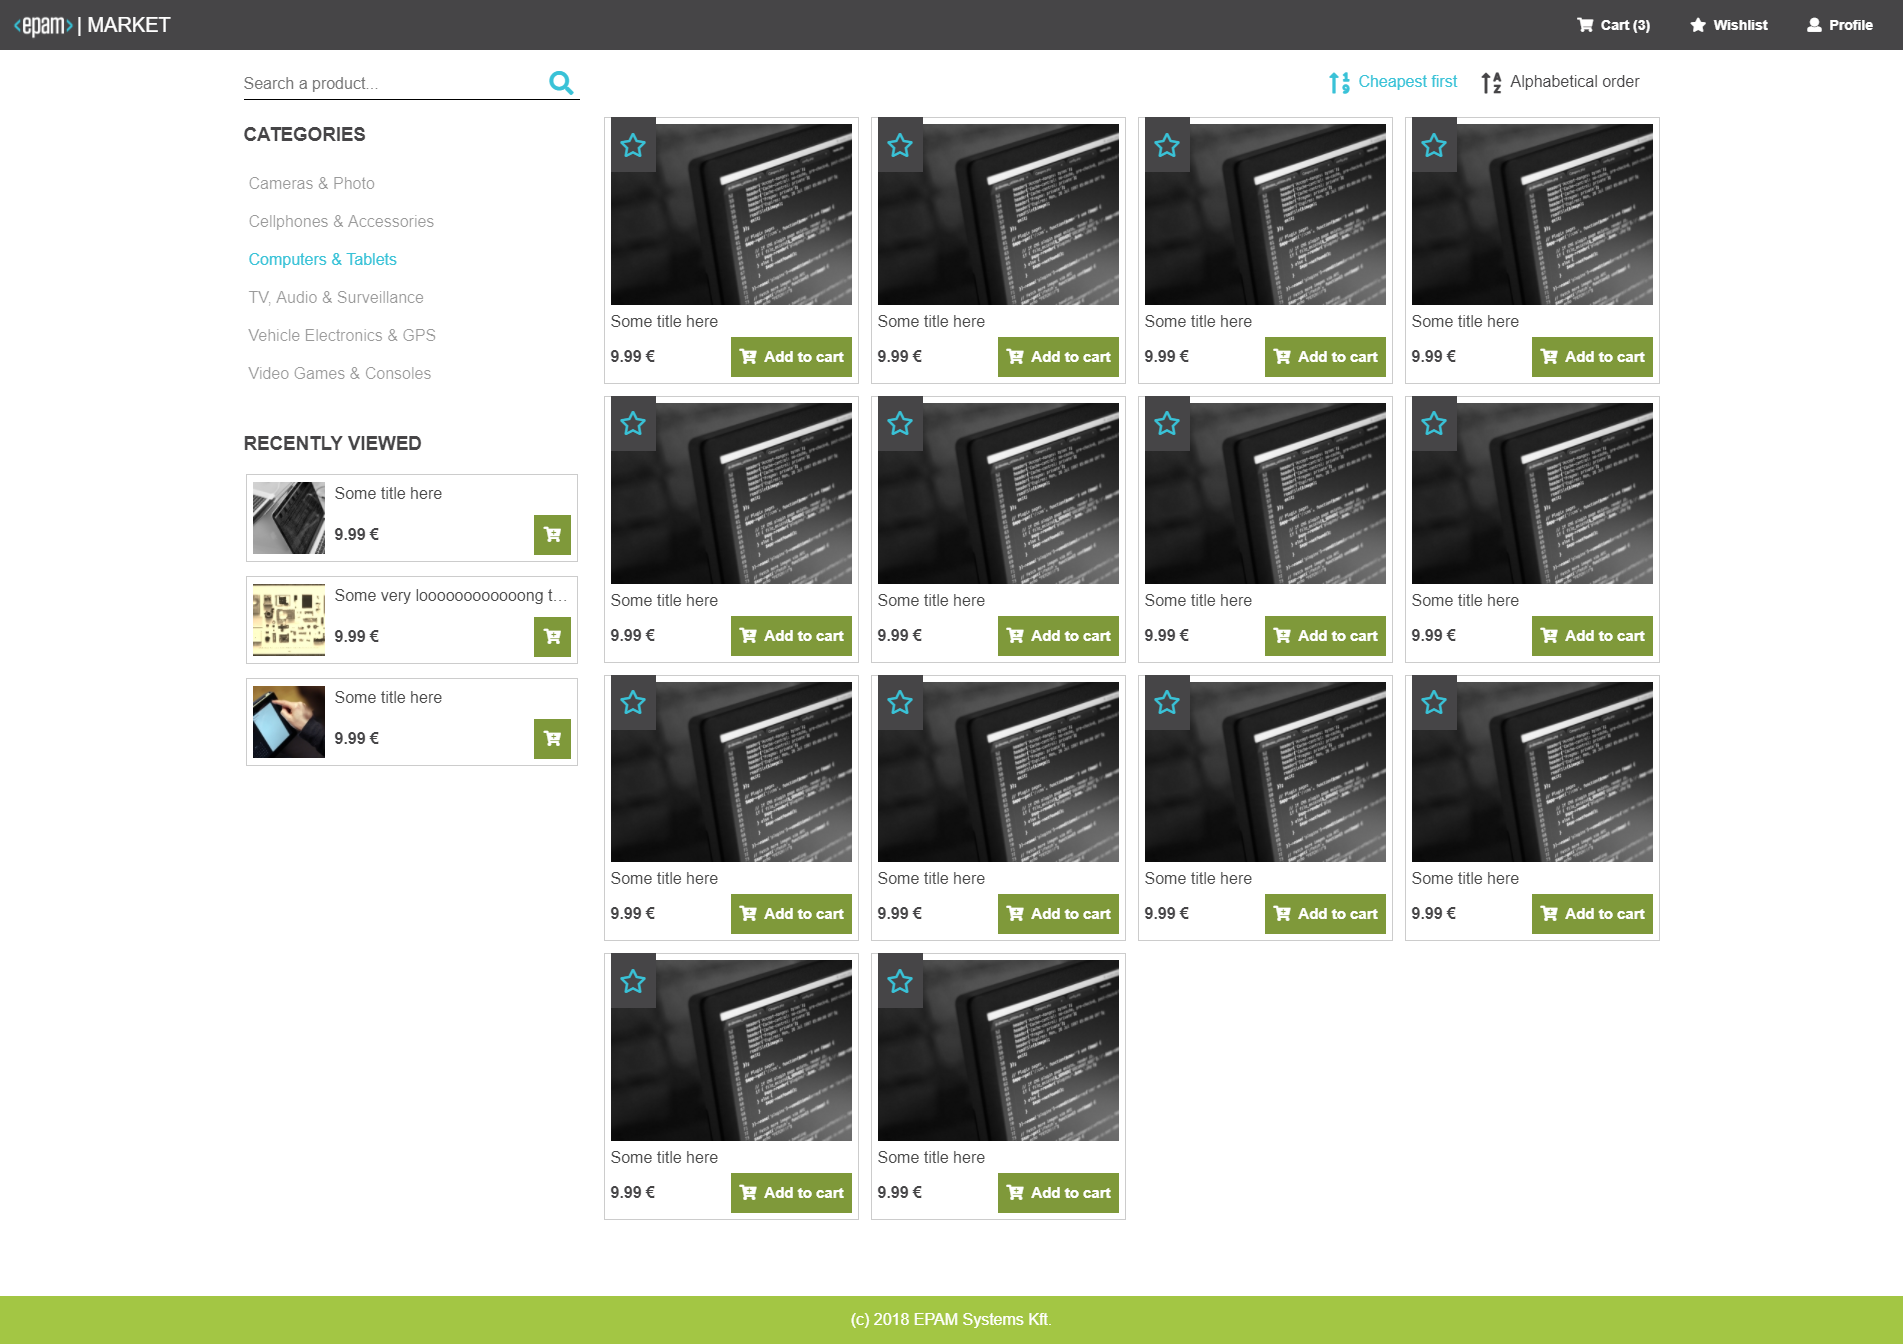 <epam> | MARKET
Cart (3)
Wishlist
Profile
Search a product...
Cheapest first
Alphabetical order
CATEGORIES
Cameras & Photo
Cellphones & Accessories
Computers & Tablets
TV, Audio & Surveillance
Vehicle Electronics & GPS
Video Games & Consoles
RECENTLY VIEWED
Some title here
9.99 €
Some very looooooooooooong t...
9.99 €
Some title here
9.99 €
Some title here
9.99 €
Add to cart
Some title here
9.99 €
Add to cart
Some title here
9.99 €
Add to cart
Some title here
9.99 €
Add to cart
Some title here
9.99 €
Add to cart
Some title here
9.99 €
Add to cart
Some title here
9.99 €
Add to cart
Some title here
9.99 €
Add to cart
Some title here
9.99 €
Add to cart
Some title here
9.99 €
Add to cart
Some title here
9.99 €
Add to cart
Some title here
9.99 €
Add to cart
Some title here
9.99 €
Add to cart
Some title here
9.99 €
Add to cart
(c) 2018 EPAM Systems Kft.